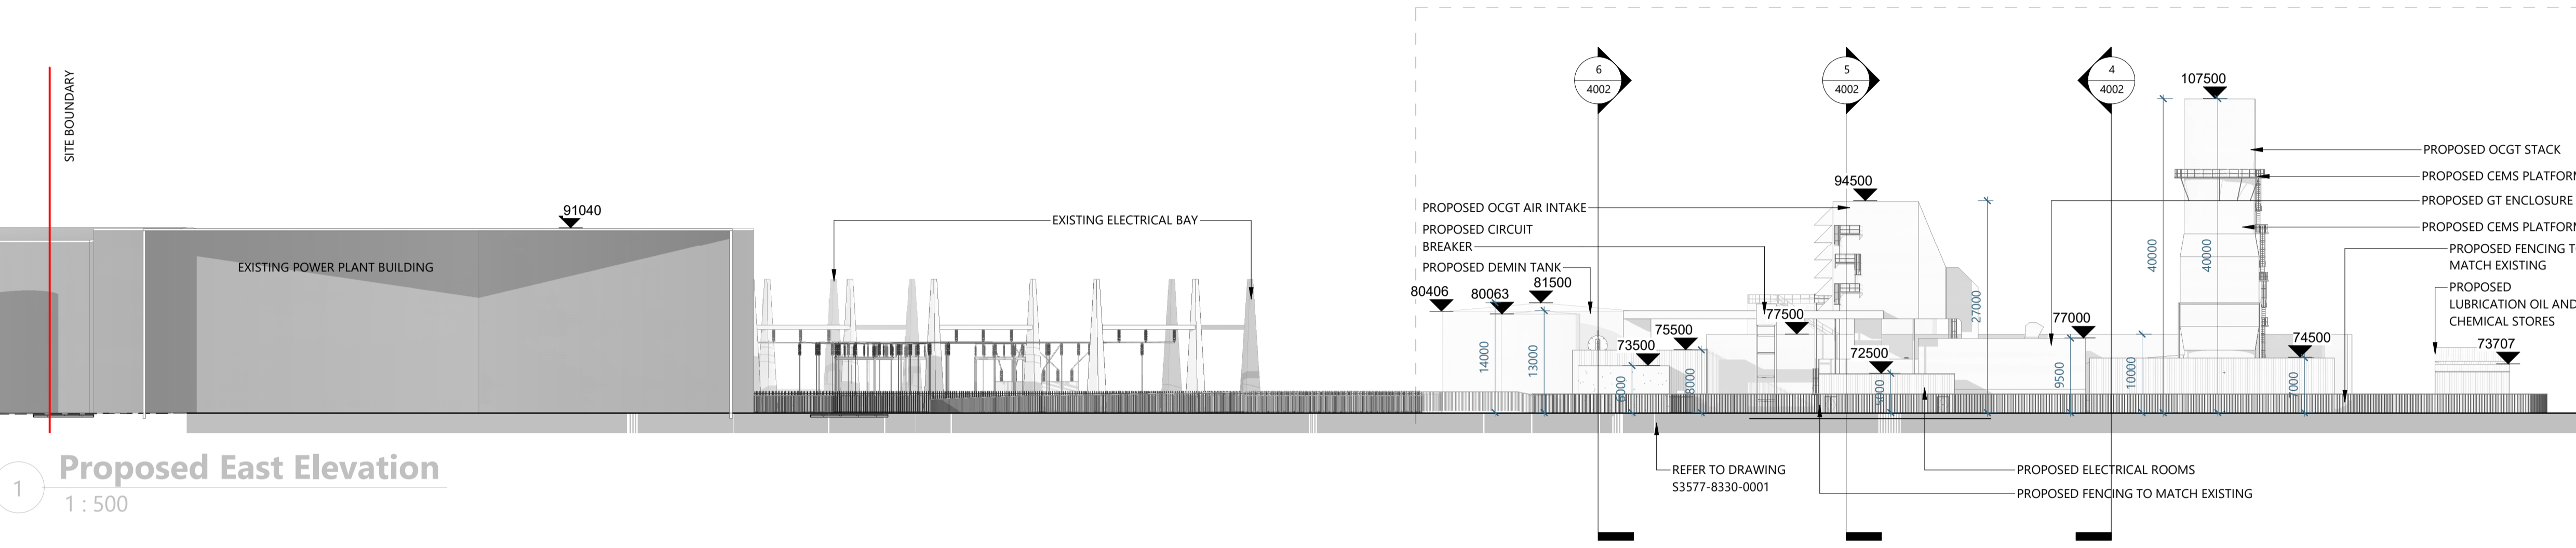 SITE BOUNDARY
91040
EXISTING POWER PLANT BUILDING
EXISTING ELECTRICAL BAY
6
4002
5
4002
4
4002
107500
94500
PROPOSED OCGT AIR INTAKE
PROPOSED CIRCUIT
BREAKER
PROPOSED DEMIN TANK
80406
80063
81500
75500
73500
77500
72500
77000
74500
73707
14000
13000
6000
8000
5000
27000
9500
10000
40000
40000
7000
PROPOSED OCGT STACK
PROPOSED CEMS PLATFORM
PROPOSED GT ENCLOSURE
PROPOSED CEMS PLATFORM
PROPOSED FENCING T
MATCH EXISTING
PROPOSED
LUBRICATION OIL AND
CHEMICAL STORES
REFER TO DRAWING
S3577-8330-0001
PROPOSED ELECTRICAL ROOMS
PROPOSED FENCING TO MATCH EXISTING
1
Proposed East Elevation
1 : 500